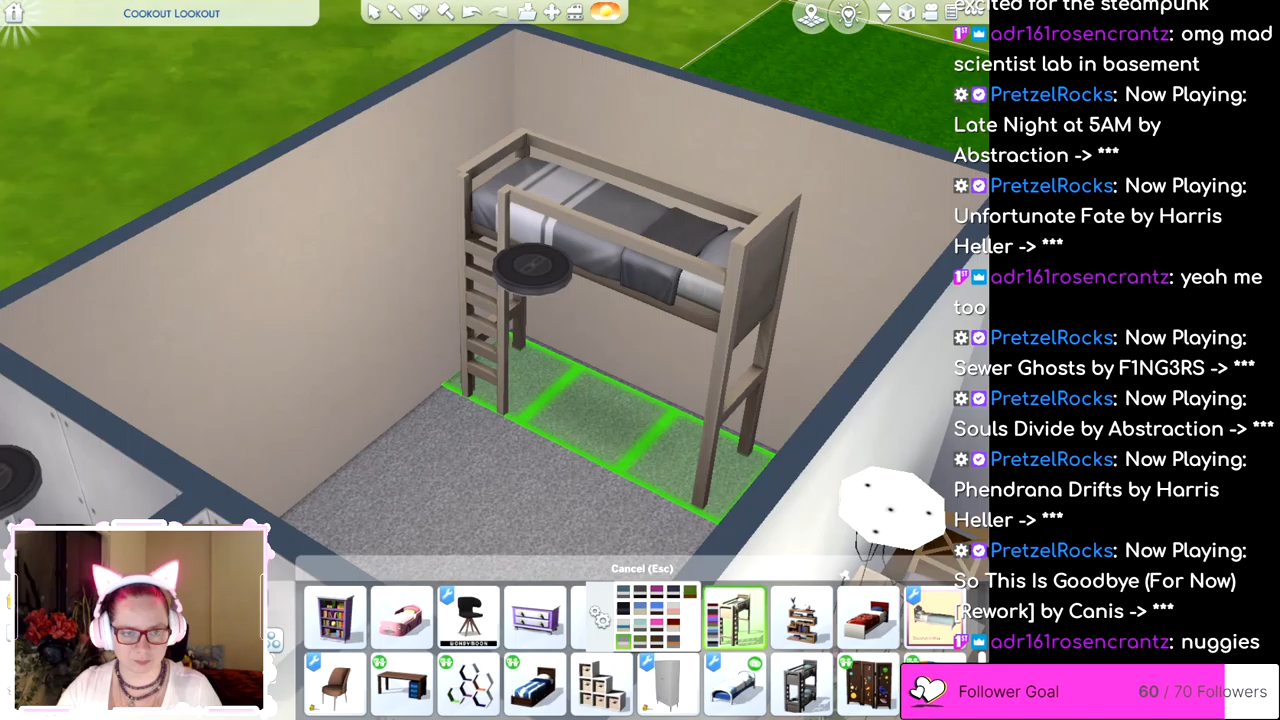 Cookout Lookout
excited for the steampunk
adr161rosencrantz: omg mad
scientist lab in basement
PretzelRocks: Now Playing:
Late Night at 5AM by
Abstraction -> ***
PretzelRocks: Now Playing:
Unfortunate Fate by Harris
Heller -> ***
adr161rosencrantz: yeah me
too
PretzelRocks: Now Playing:
Sewer Ghosts by F1NG3RS -> ***
PretzelRocks: Now Playing:
Souls Divide by Abstraction -> ***
PretzelRocks: Now Playing:
Phendrana Drifts by Harris
Heller -> ***
PretzelRocks: Now Playing:
So This Is Goodbye (For Now)
[Rework] by Canis -> ***
adr161rosencrantz: nuggies
Cancel (Esc)
Follower Goal
60 / 70 Followers